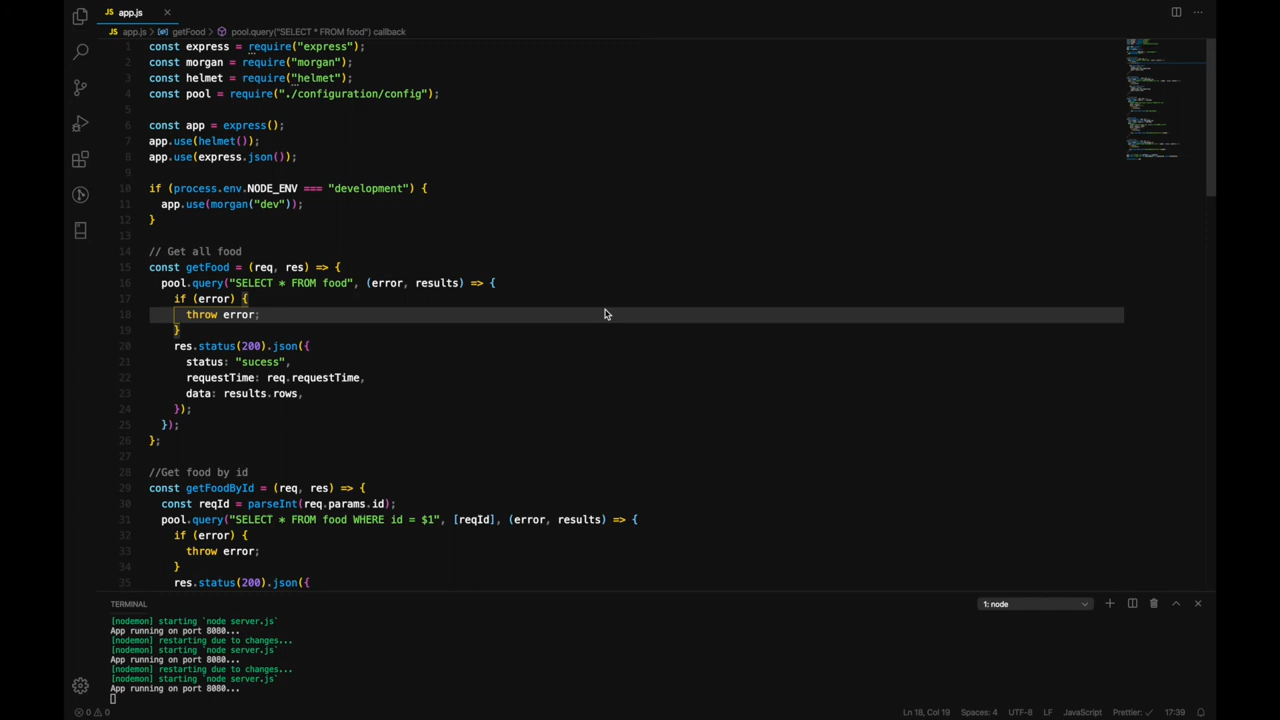 JS app.js ×
JS app.js > getFood > pool.query("SELECT * FROM food") callback
1 const express = require("express");
2 const morgan = require("morgan");
3 const helmet = require("helmet");
4 const pool = require("./configuration/config");
5
6 const app = express();
7 app.use(helmet());
8 app.use(express.json());
9
10 if (process.env.NODE_ENV === "development") {
11 app.use(morgan("dev"));
12 }
13
14 // Get all food
15 const getFood = (req, res) => {
16 pool.query("SELECT * FROM food", (error, results) => {
17 if (error) {
18 throw error;
19 }
20 res.status(200).json({
21 status: "sucess",
22 requestTime: req.requestTime,
23 data: results.rows,
24 });
25 });
26 };
27
28 //Get food by id
29 const getFoodById = (req, res) => {
30 const reqId = parseInt(req.params.id);
31 pool.query("SELECT * FROM food WHERE id = $1", [reqId], (error, results) => {
32 if (error) {
33 throw error;
34 }
35 res.status(200).json({
TERMINAL 1: node
[nodemon] starting `node server.js`
App running on port 8080...
[nodemon] restarting due to changes...
[nodemon] starting `node server.js`
App running on port 8080...
[nodemon] restarting due to changes...
[nodemon] starting `node server.js`
App running on port 8080...
0 0 Ln 18, Col 19 Spaces: 4 UTF-8 LF JavaScript Prettier: ✓ 17:39